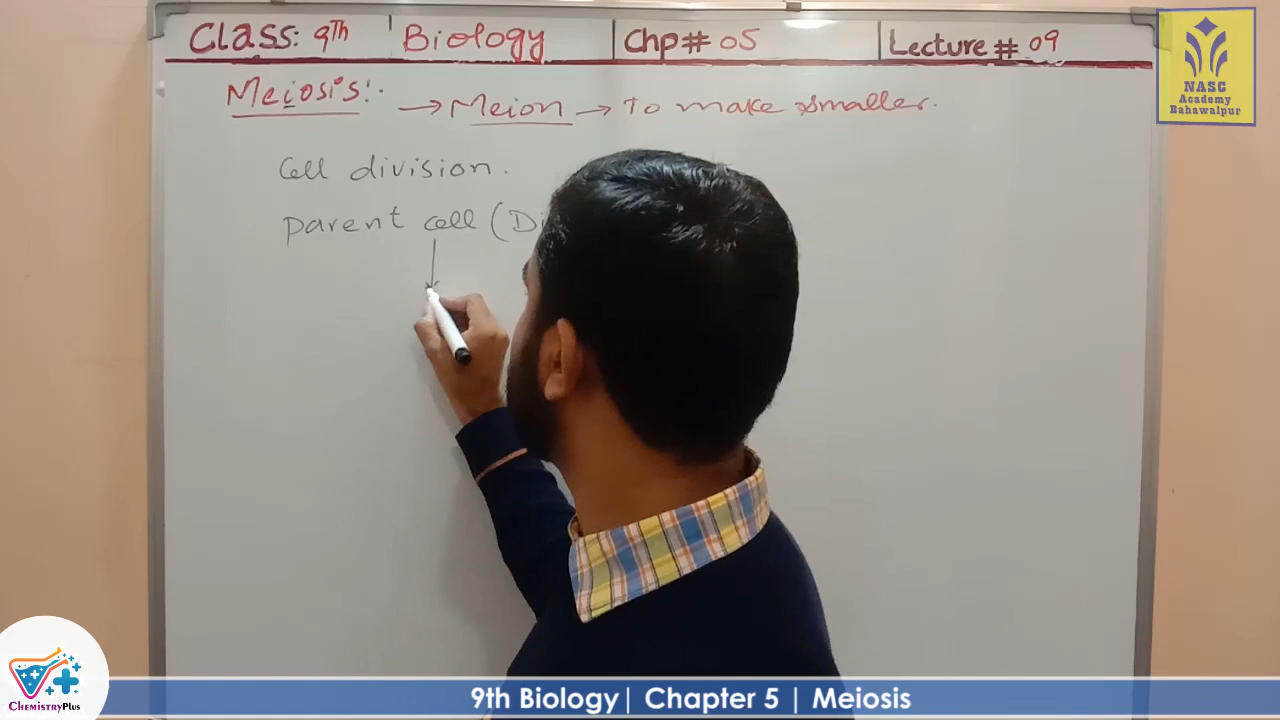 Class: 9Th Biology Chp# 05 Lecture # 09
Meiosis:. → Meion → To make smaller.
Cell division.
Parent cell (Di
NASC
Academy
Bahawalpur
CHEMISTRYPLUS
9th Biology| Chapter 5 | Meiosis